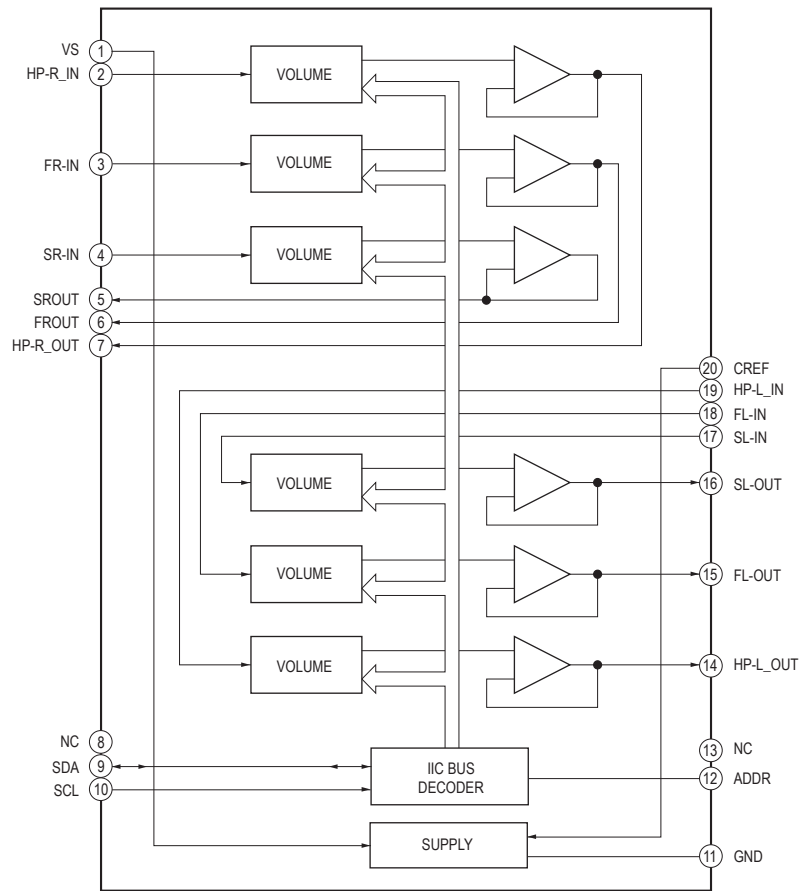 VS 1
HP-R_IN 2
VOLUME
FR-IN 3
VOLUME
SR-IN 4
VOLUME
SROUT 5
FROUT 6
HP-R_OUT 7
20 CREF
19 HP-L_IN
18 FL-IN
17 SL-IN
VOLUME
16 SL-OUT
VOLUME
15 FL-OUT
VOLUME
14 HP-L_OUT
NC 8
13 NC
SDA 9
IIC BUS
DECODER
12 ADDR
SCL 10
SUPPLY
11 GND